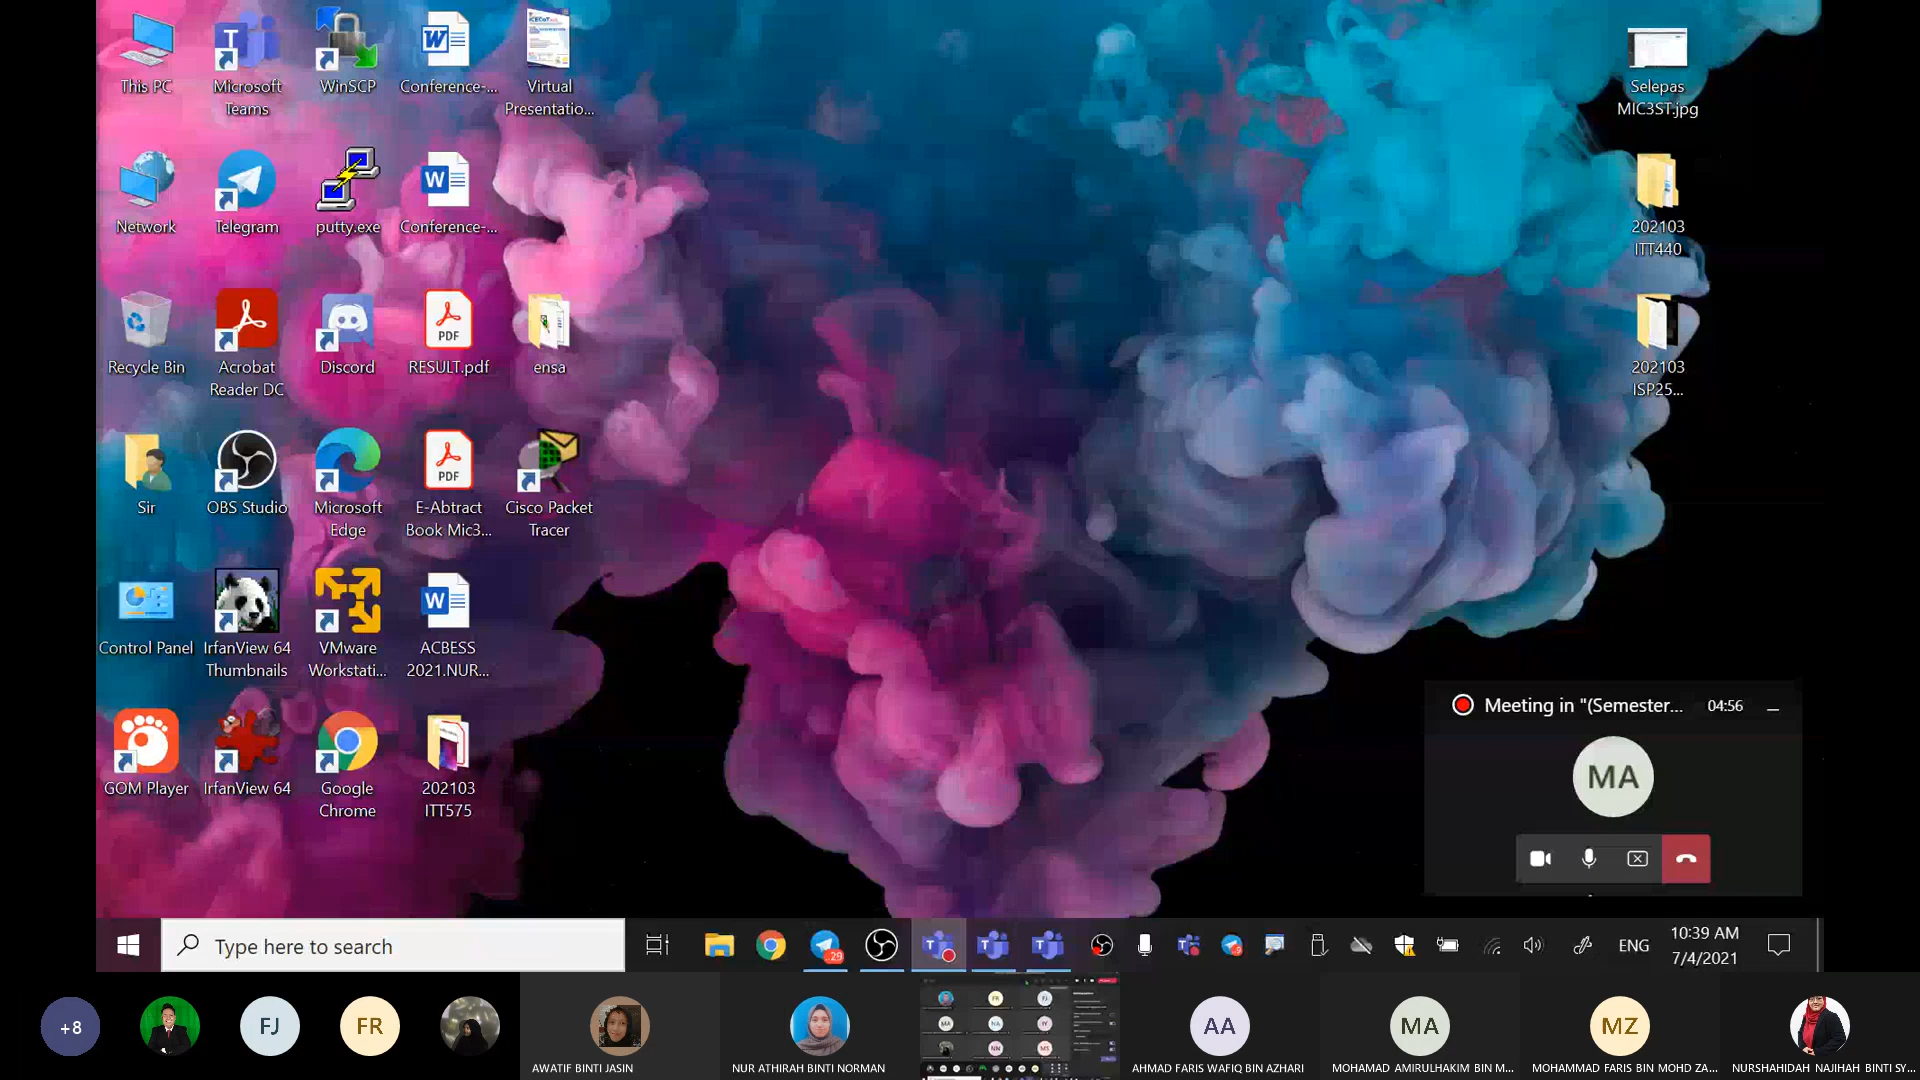 This PC
Microsoft
Teams
WinSCP
Conference-...
Virtual
Presentatio...
Selepas
MIC3ST.jpg
Network
Telegram
putty.exe
Conference-...
202103
ITT440
Recycle Bin
Acrobat
Reader DC
Discord
PDF
RESULT.pdf
ensa
202103
ISP25...
Sir
OBS Studio
Microsoft
Edge
PDF
E-Abtract
Book Mic3...
Cisco Packet
Tracer
Control Panel
IrfanView 64
Thumbnails
VMware
Workstati...
ACBESS
2021.NUR...
GOM Player
IrfanView 64
Google
Chrome
202103
ITT575
Meeting in "(Semester...
04:56
MA
Type here to search
..29
ENG
10:39 AM
7/4/2021
+8
FJ
FR
AWATIF BINTI JASIN
NUR ATHIRAH BINTI NORMAN
AA
AHMAD FARIS WAFIQ BIN AZHARI
MA
MOHAMAD AMIRULHAKIM BIN M...
MZ
MOHAMMAD FARIS BIN MOHD ZA...
NURSHAHIDAH NAJIHAH BINTI SY...